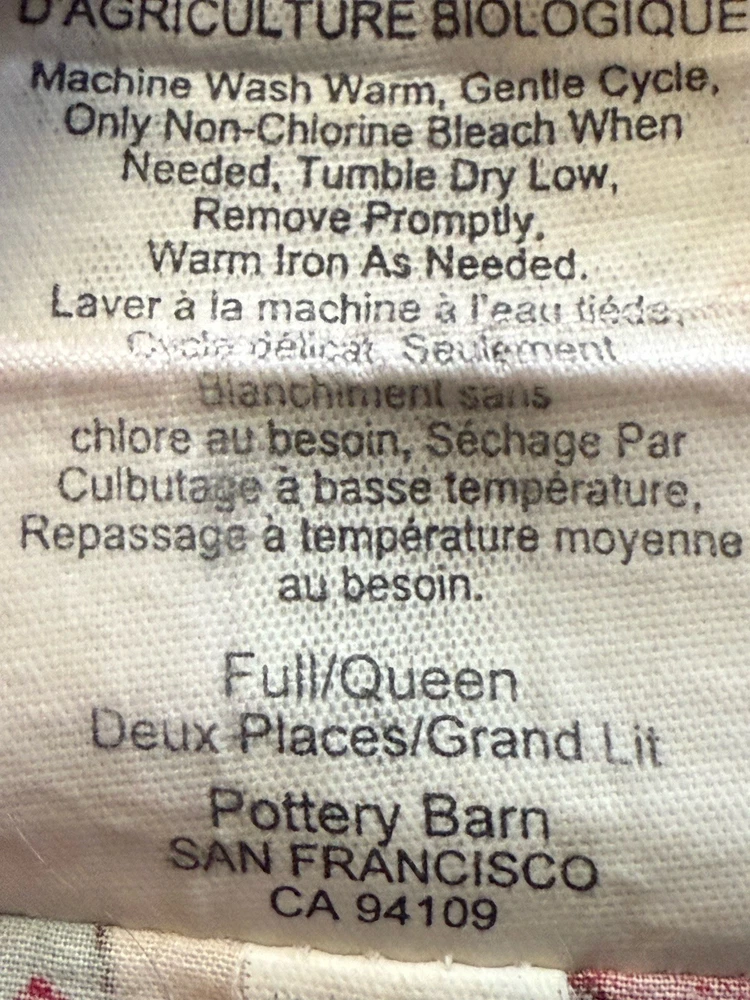 D'AGRICULTURE BIOLOGIQUE
Machine Wash Warm, Gentle Cycle,
Only Non-Chlorine Bleach When
Needed, Tumble Dry Low,
Remove Promptly,
Warm Iron As Needed.
Laver à la machine à l'eau tiéde,
Cycle délicat, Seulement
Blanchiment sans
chlore au besoin, Séchage Par
Culbutage à basse température,
Repassage à température moyenne
au besoin.
Full/Queen
Deux Places/Grand Lit
Pottery Barn
SAN FRANCISCO
CA 94109